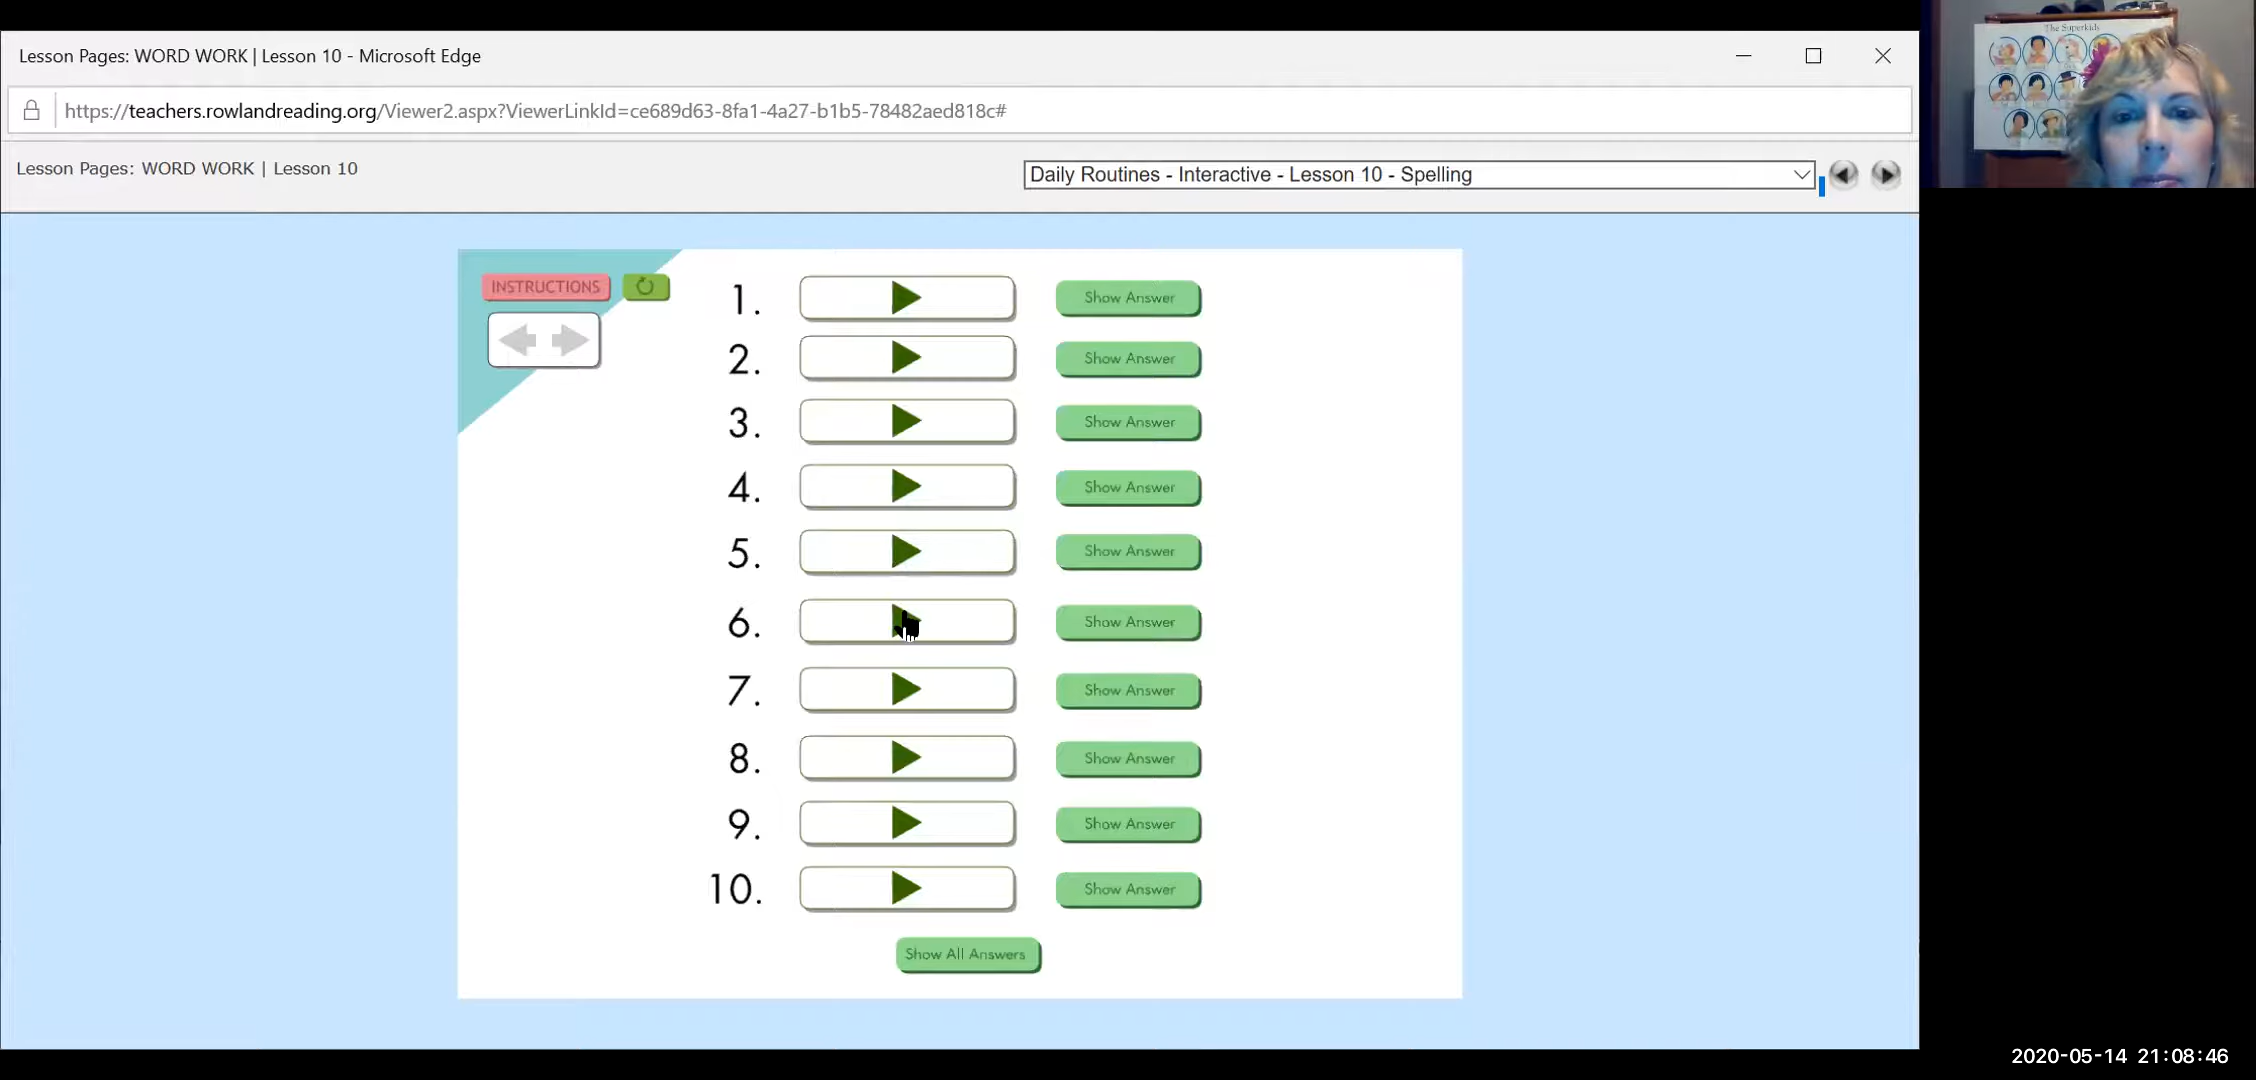 The Superkids
Lesson Pages: WORD WORK | Lesson 10 - Microsoft Edge
https://teachers.rowlandreading.org/Viewer2.aspx?ViewerLinkId=ce689d63-8fa1-4a27-b1b5-78482aed818c#
Lesson Pages: WORD WORK | Lesson 10
Daily Routines - Interactive - Lesson 10 - Spelling
INSTRUCTIONS
1. Show Answer
2. Show Answer
3. Show Answer
4. Show Answer
5. Show Answer
6. Show Answer
7. Show Answer
8. Show Answer
9. Show Answer
10. Show Answer
Show All Answers
2020-05-14 21:08:46